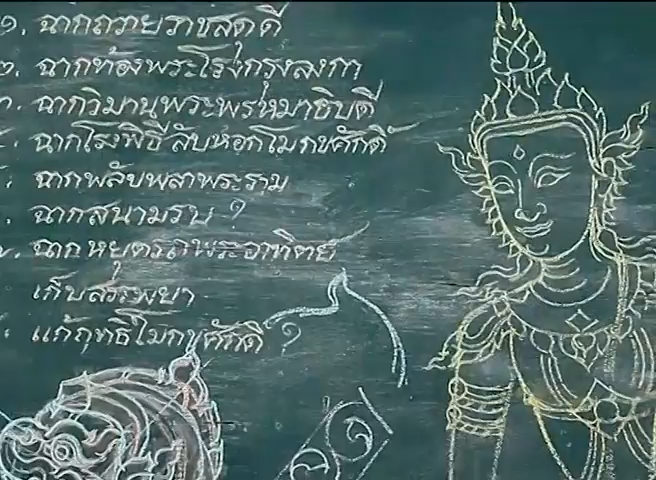 ๑. ฉากถวายราชสดุดี
๒. ฉากท้องพระโรงกรุงลงกา
๓. ฉากวิมานพระพรหมาธิบดี
ฉากโรงพิธีลับหอกโมกขศักดิ์
ฉากพลับพลาพระราม
ฉากสนามรบ ๑
ฉากหยุดรถพระอาทิตย์
เก็บสรรพยา
แก้ฤทธิ์โมกขศักดิ์ ๑